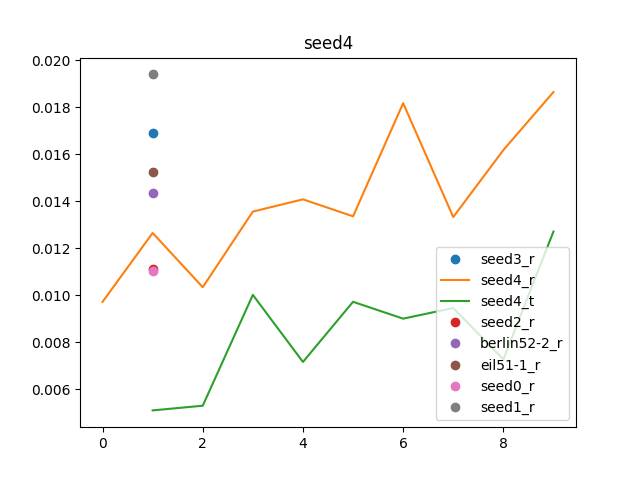 seed4
0.020
0.018
0.016
0.014
0.012
0.010
0.008
0.006
0 2 4 6 8
seed3_r
seed4_r
seed4_t
seed2_r
berlin52-2_r
eil51-1_r
seed0_r
seed1_r